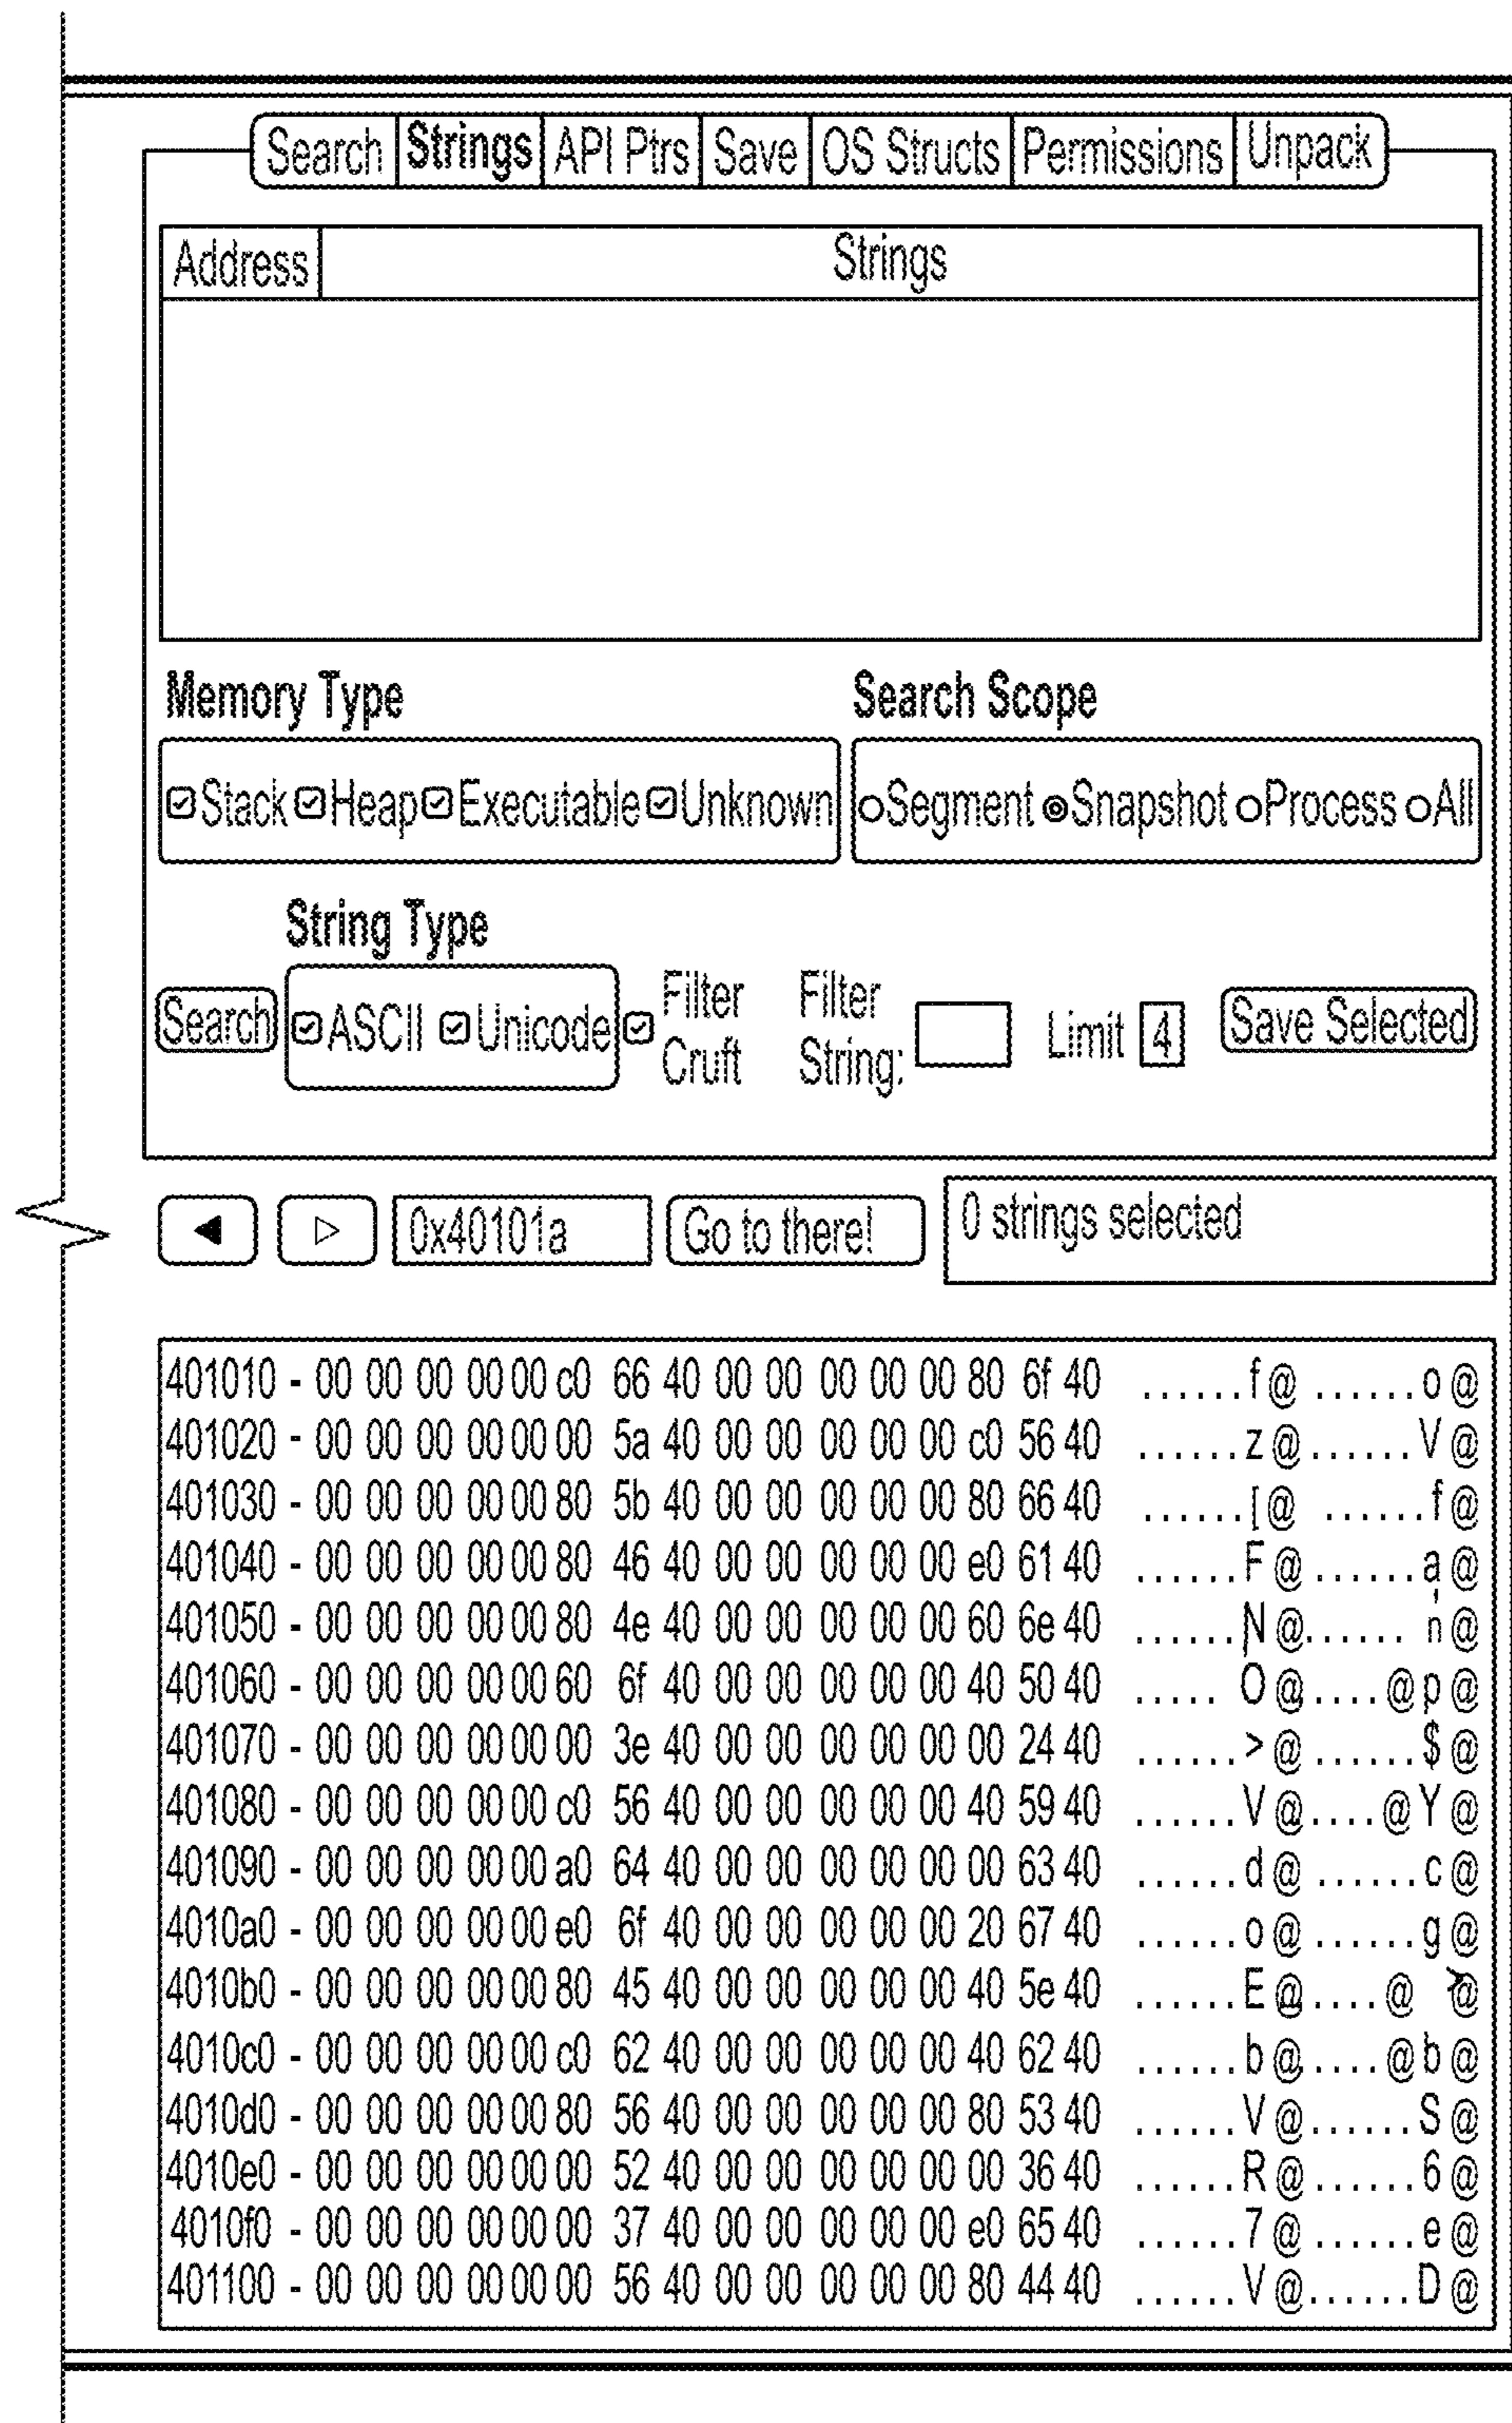 Search Strings API Ptrs Save OS Structs Permissions Unpack
Address Strings
Memory Type Search Scope
Stack Heap Executable Unknown Segment Snapshot Process All
String Type
Search ASCII Unicode Filter Cruft Filter String: Limit 4 Save Selected
0x40101a Go to there! 0 strings selected
401010 - 00 00 00 00 00 c0 66 40 00 00 00 00 00 80 6f 40 ......f@ ......o@
401020 - 00 00 00 00 00 00 5a 40 00 00 00 00 00 c0 56 40 ......z@......V@
401030 - 00 00 00 00 00 80 5b 40 00 00 00 00 00 80 66 40 ......[@ ......f@
401040 - 00 00 00 00 00 80 46 40 00 00 00 00 00 e0 61 40 ......F@......a@
401050 - 00 00 00 00 00 80 4e 40 00 00 00 00 00 60 6e 40 ......N@...... 'n@
401060 - 00 00 00 00 00 60 6f 40 00 00 00 00 00 40 50 40 ..... O@....@p@
401070 - 00 00 00 00 00 00 3e 40 00 00 00 00 00 00 24 40 ......>@......$@
401080 - 00 00 00 00 00 c0 56 40 00 00 00 00 00 40 59 40 ......V@....@Y@
401090 - 00 00 00 00 00 a0 64 40 00 00 00 00 00 00 63 40 ......d@ ......c@
4010a0 - 00 00 00 00 00 e0 6f 40 00 00 00 00 00 20 67 40 ......o@......g@
4010b0 - 00 00 00 00 00 80 45 40 00 00 00 00 00 40 5e 40 ......E@....@ ^@
4010c0 - 00 00 00 00 00 c0 62 40 00 00 00 00 00 40 62 40 ......b@....@b@
4010d0 - 00 00 00 00 00 80 56 40 00 00 00 00 00 80 53 40 ......V@......S@
4010e0 - 00 00 00 00 00 00 52 40 00 00 00 00 00 00 36 40 ......R@......6@
4010f0 - 00 00 00 00 00 00 37 40 00 00 00 00 00 e0 65 40 ......7@......e@
401100 - 00 00 00 00 00 00 56 40 00 00 00 00 00 80 44 40 ......V@......D@